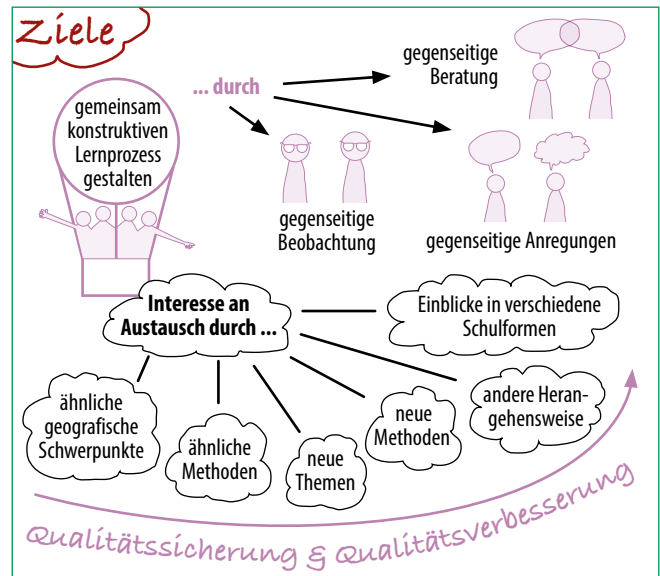 Ziele
gemeinsam
konstruktiven
Lernprozess
gestalten
... durch
gegenseitige
Beratung
gegenseitige
Beobachtung
gegenseitige Anregungen
Interesse an
Austausch durch ...
Einblicke in verschiedene
Schulformen
ähnliche
geografische
Schwerpunkte
ähnliche
Methoden
neue
Themen
neue
Methoden
andere Heran-
gehensweise
Qualitätssicherung & Qualitätsverbesserung